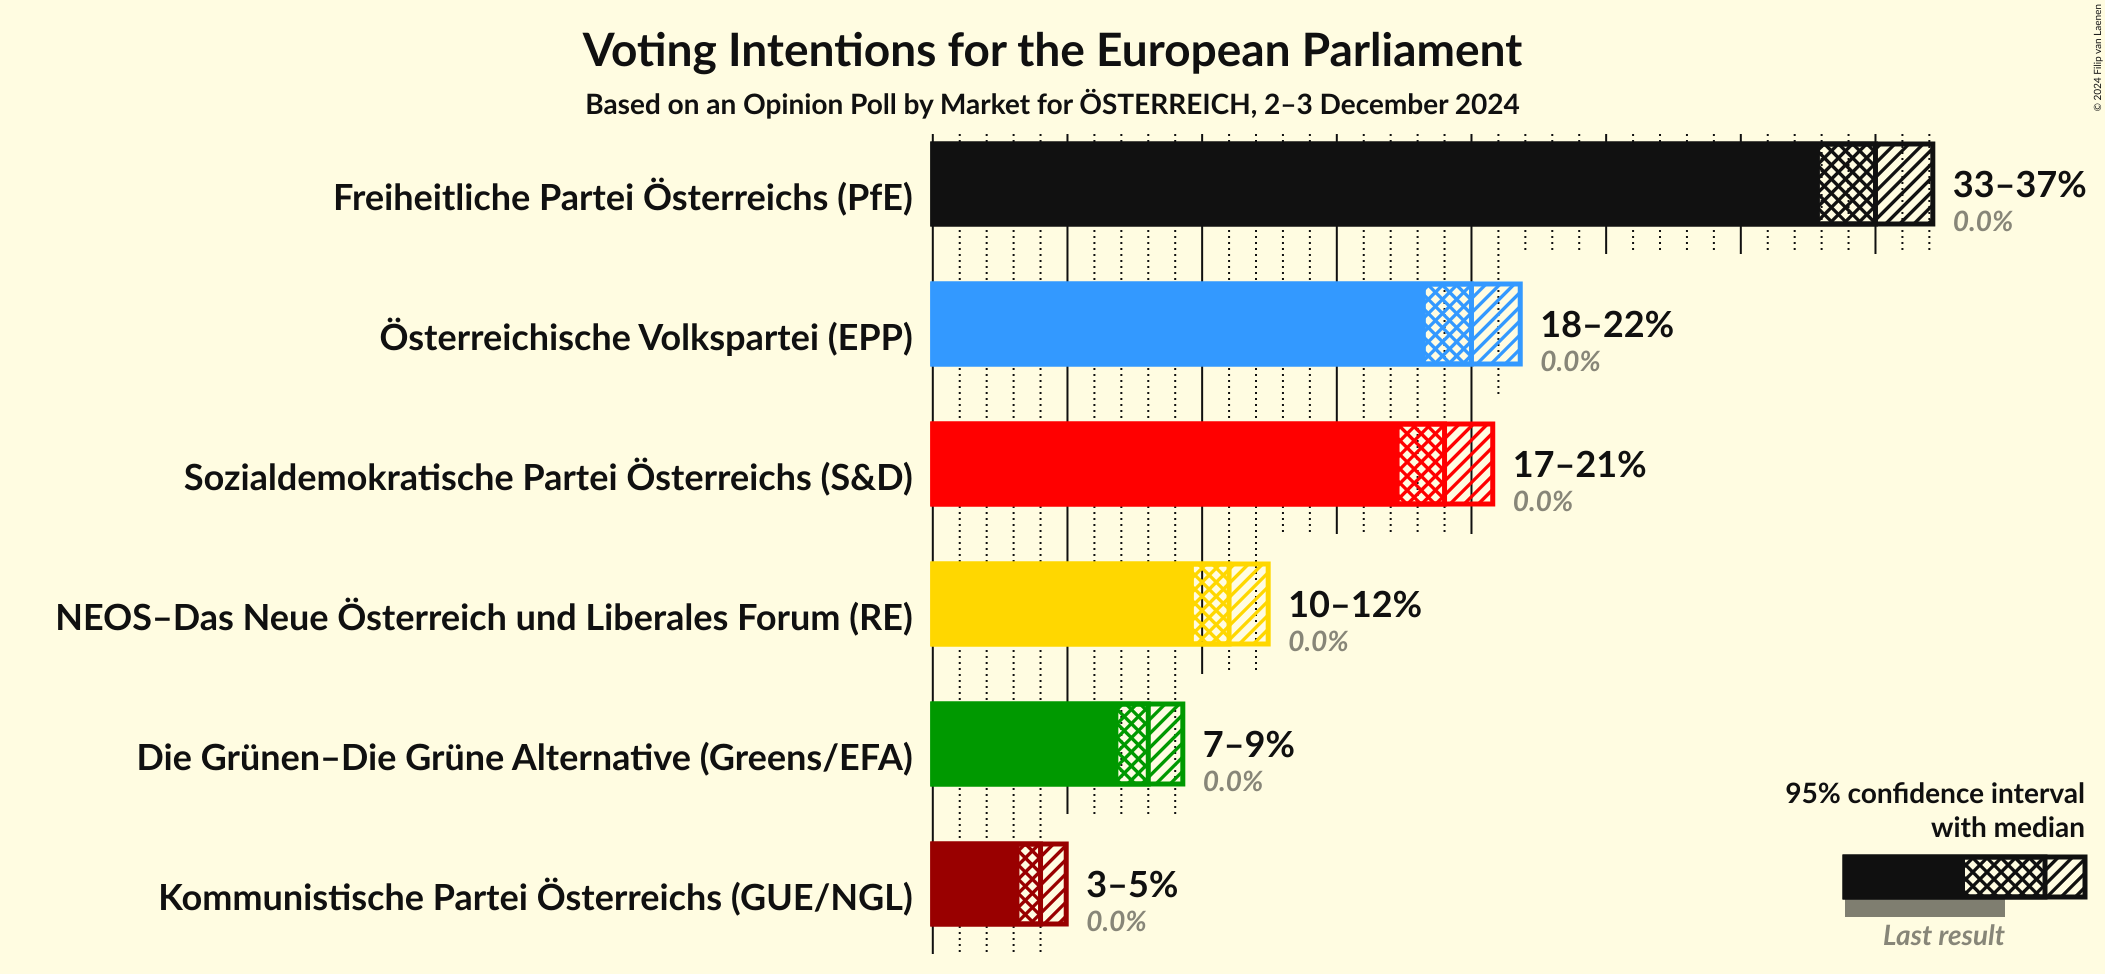 Voting Intentions for the European Parliament
Based on an Opinion Poll by Market for ÖSTERREICH, 2–3 December 2024
© 2024 Filip van Laenen
Freiheitliche Partei Österreichs (PfE)
33–37%
0.0%
Österreichische Volkspartei (EPP)
18–22%
0.0%
Sozialdemokratische Partei Österreichs (S&D)
17–21%
0.0%
NEOS–Das Neue Österreich und Liberales Forum (RE)
10–12%
0.0%
Die Grünen–Die Grüne Alternative (Greens/EFA)
7–9%
0.0%
Kommunistische Partei Österreichs (GUE/NGL)
3–5%
0.0%
95% confidence interval
with median
Last result